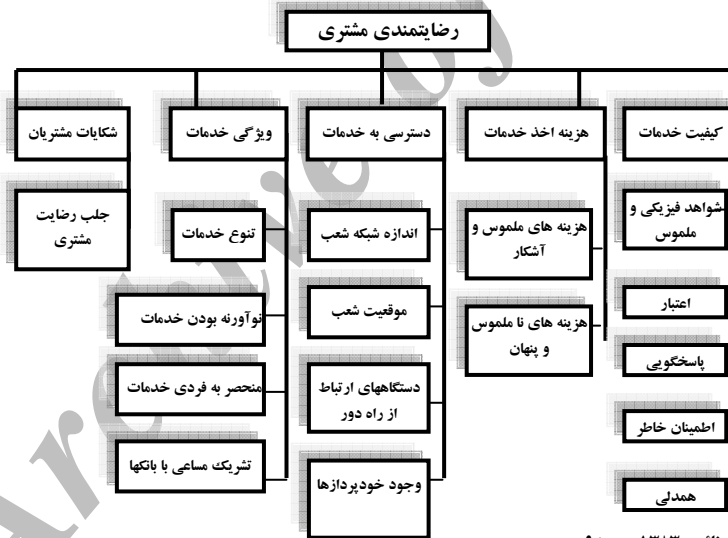 رضایتمندی مشتری
کیفیت خدمات
هزینه اخذ خدمات
دسترسی به خدمات
ویژگی خدمات
شکایات مشتریان
شواهد فیزیکی و
ملموس
اعتبار
پاسخگویی
اطمینان خاطر
همدلی
هزینه های ملموس و
آشکار
هزینه های نا ملموس
و پنهان
اندازه شبکه شعب
موقعیت شعب
دستگاههای ارتباط
از راه دور
وجود خودپردازها
تنوع خدمات
نوآورنه بودن خدمات
منحصر به فردی خدمات
تشریک مساعی با بانکها
جلب رضایت
مشتری
Archive of